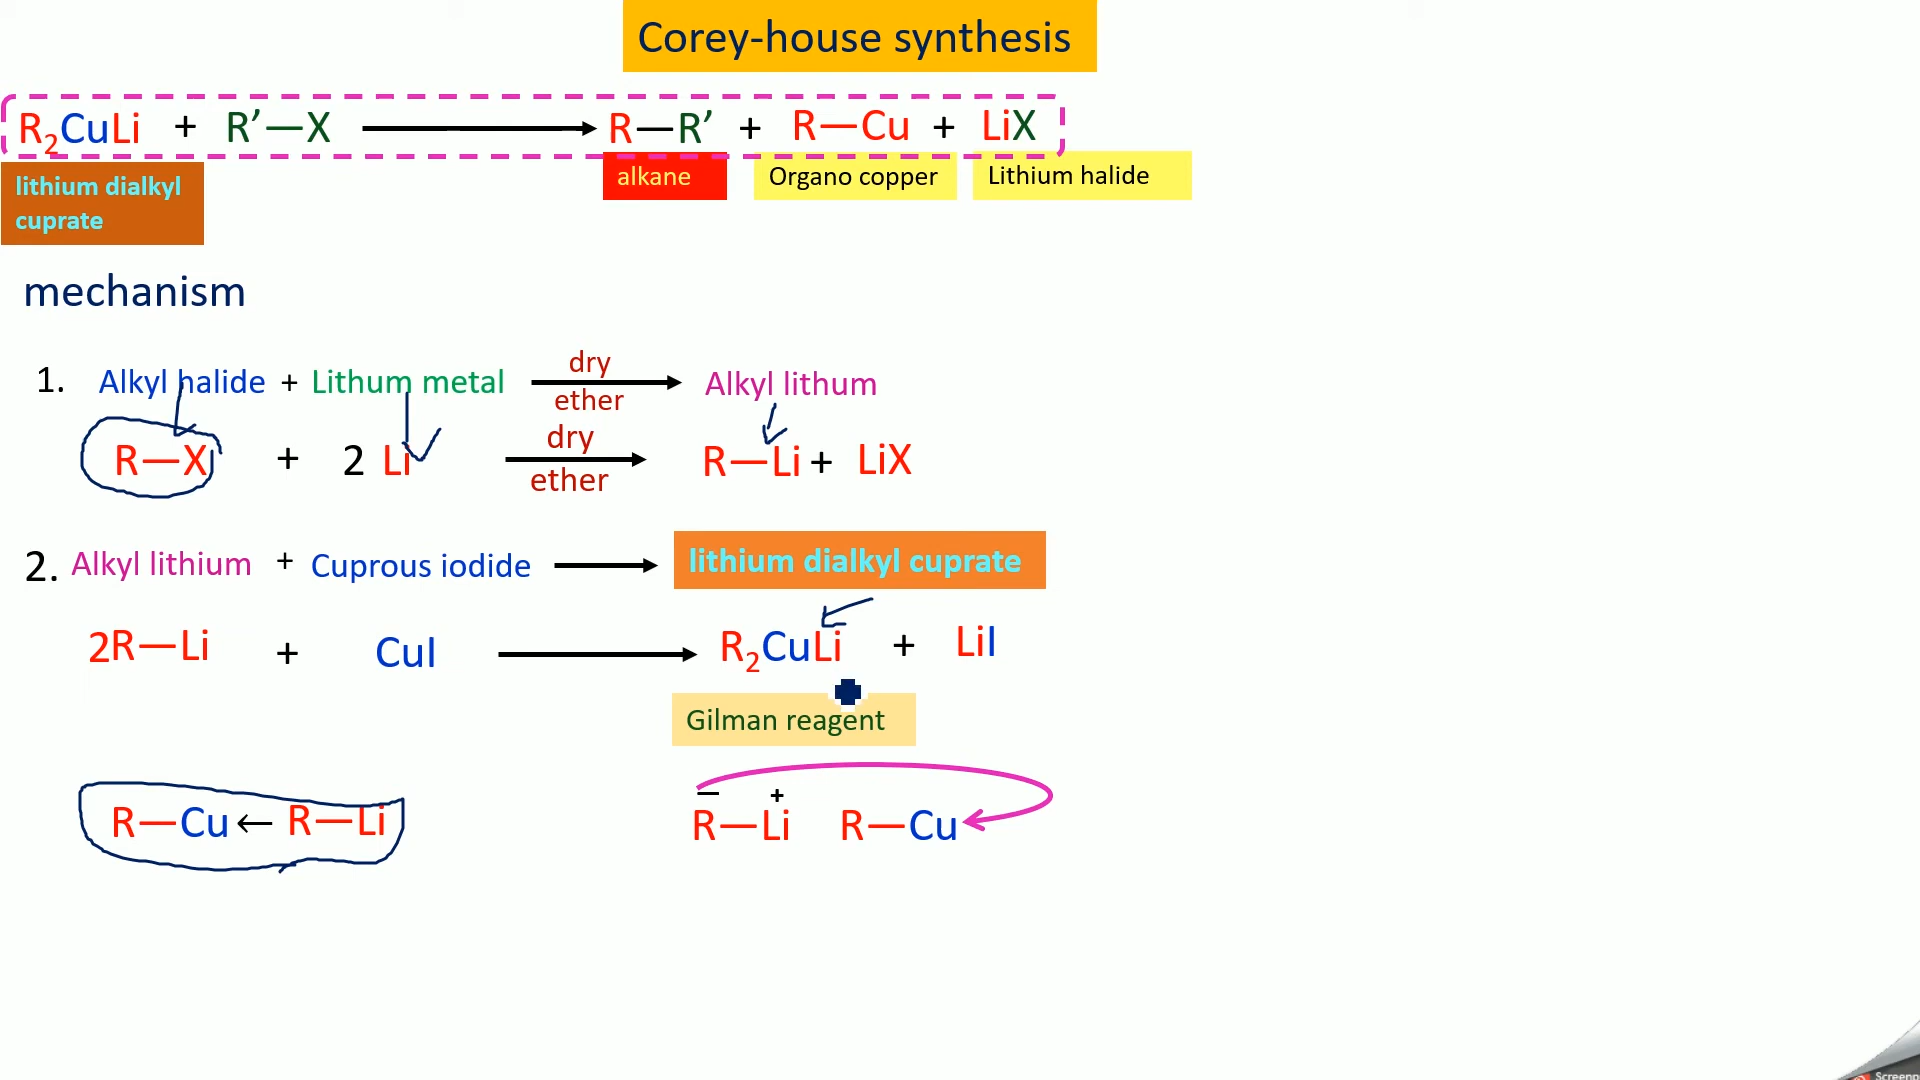 Corey-house synthesis
R₂CuLi + R’—X ⟶ R—R’ + R—Cu + LiX
lithium dialkyl
cuprate
alkane
Organo copper
Lithium halide
mechanism
1. Alkyl halide + Lithum metal dry ether Alkyl lithum
R—X + 2 Li dry ether R—Li + LiX
2. Alkyl lithium + Cuprous iodide ⟶ lithium dialkyl cuprate
2R—Li + CuI ⟶ R₂CuLi + LiI
Gilman reagent
R—Cu ← R—Li
− +
R—Li R—Cu